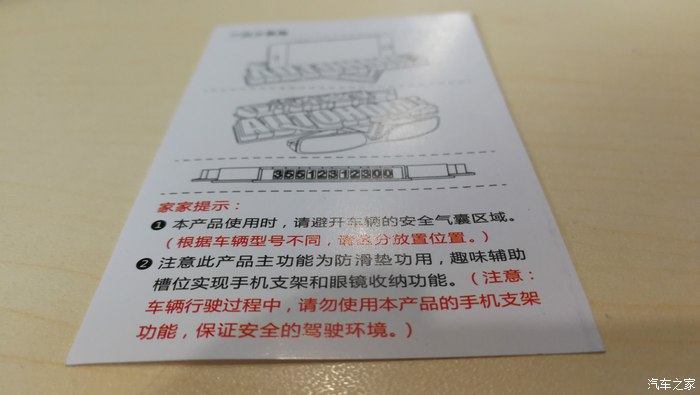 AUTOHOME
35512312300
家家提示：
❶ 本产品使用时，请避开车辆的安全气囊区域。
（根据车辆型号不同，请区分放置位置。）
❷ 注意此产品主功能为防滑垫功用，趣味辅助
槽位实现手机支架和眼镜收纳功能。（注意：
车辆行驶过程中，请勿使用本产品的手机支架
功能，保证安全的驾驶环境。）
汽车之家